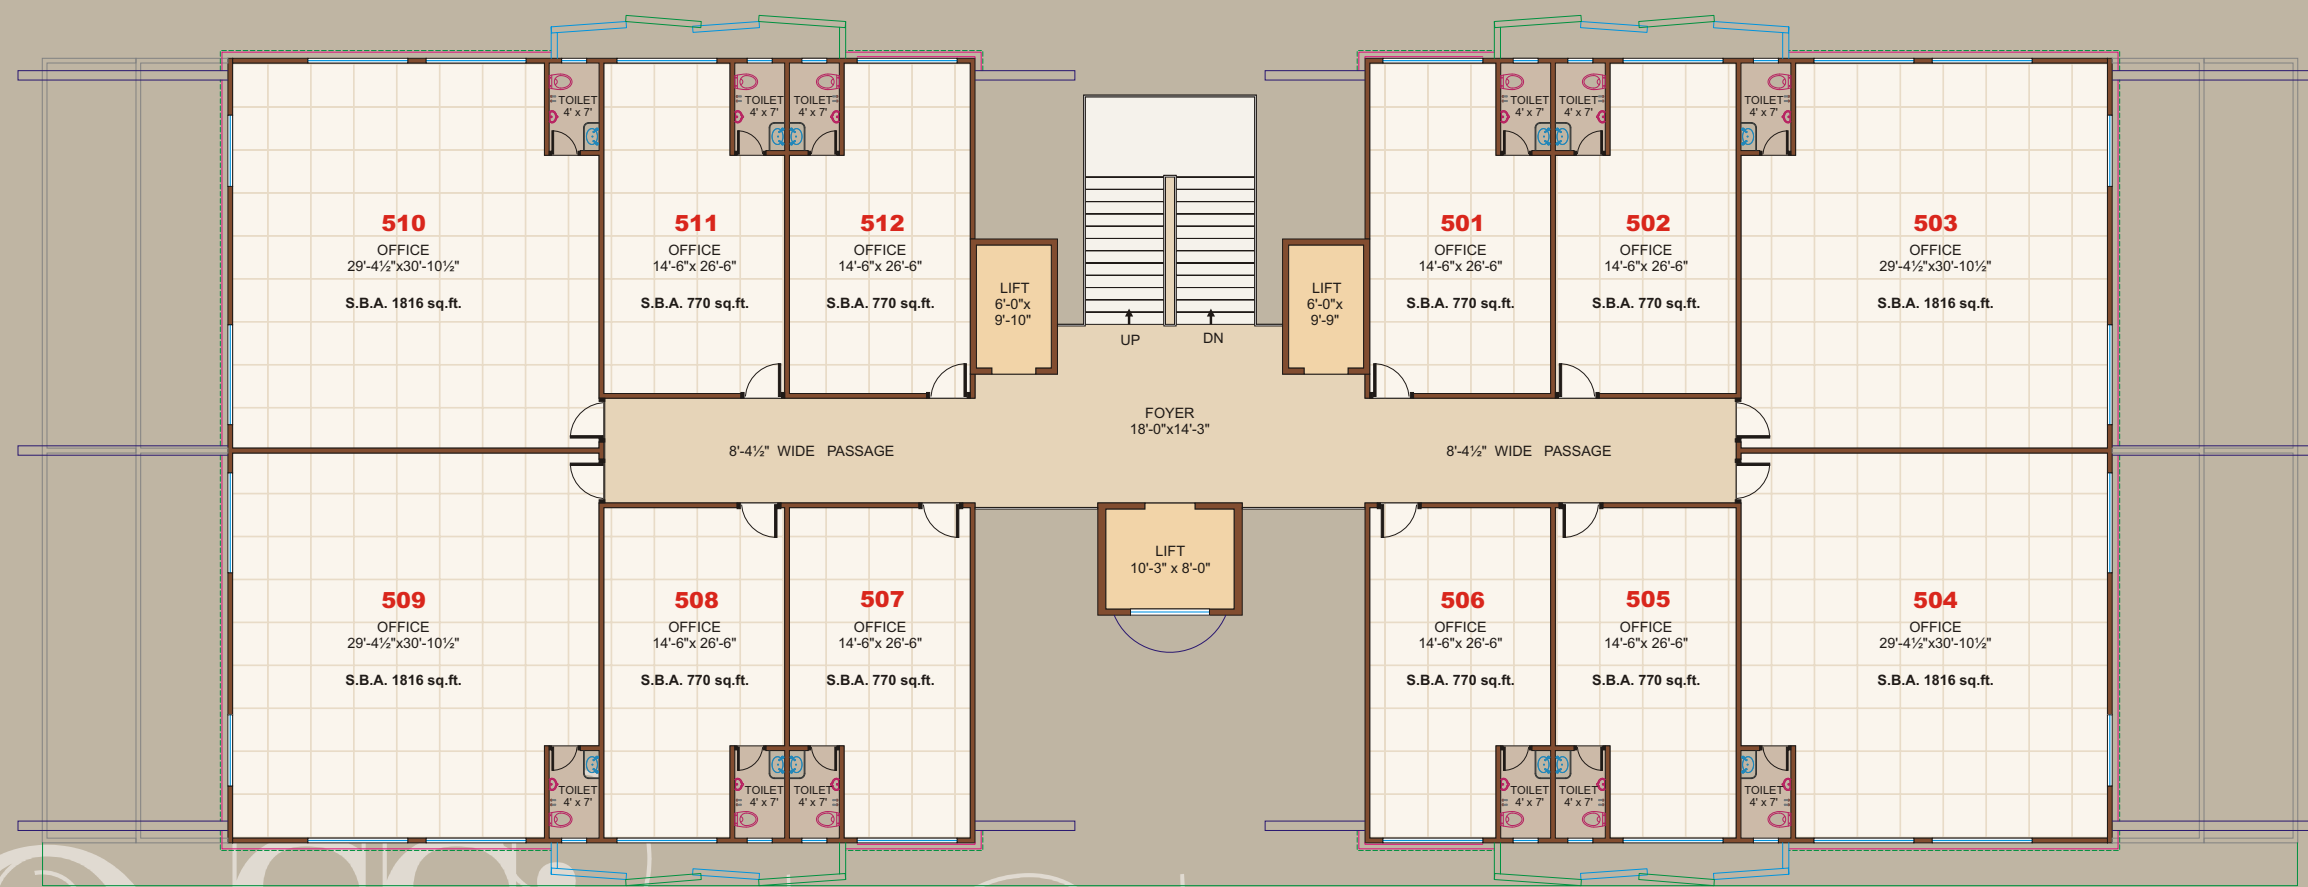 TOILET
4' x 7'
TOILET
4' x 7'
TOILET
4' x 7'
TOILET
4' x 7'
TOILET
4' x 7'
TOILET
4' x 7'
510
OFFICE
29'-4½"x30'-10½"
S.B.A. 1816 sq.ft.
511
OFFICE
14'-6"x 26'-6"
S.B.A. 770 sq.ft.
512
OFFICE
14'-6"x 26'-6"
S.B.A. 770 sq.ft.
LIFT
6'-0"x
9'-10"
UP
DN
LIFT
6'-0"x
9'-9"
501
OFFICE
14'-6"x 26'-6"
S.B.A. 770 sq.ft.
502
OFFICE
14'-6"x 26'-6"
S.B.A. 770 sq.ft.
503
OFFICE
29'-4½"x30'-10½"
S.B.A. 1816 sq.ft.
FOYER
18'-0"x14'-3"
8'-4½" WIDE PASSAGE
8'-4½" WIDE PASSAGE
509
OFFICE
29'-4½"x30'-10½"
S.B.A. 1816 sq.ft.
508
OFFICE
14'-6"x 26'-6"
S.B.A. 770 sq.ft.
507
OFFICE
14'-6"x 26'-6"
S.B.A. 770 sq.ft.
LIFT
10'-3" x 8'-0"
506
OFFICE
14'-6"x 26'-6"
S.B.A. 770 sq.ft.
505
OFFICE
14'-6"x 26'-6"
S.B.A. 770 sq.ft.
504
OFFICE
29'-4½"x30'-10½"
S.B.A. 1816 sq.ft.
TOILET
4' x 7'
TOILET
4' x 7'
TOILET
4' x 7'
TOILET
4' x 7'
TOILET
4' x 7'
TOILET
4' x 7'